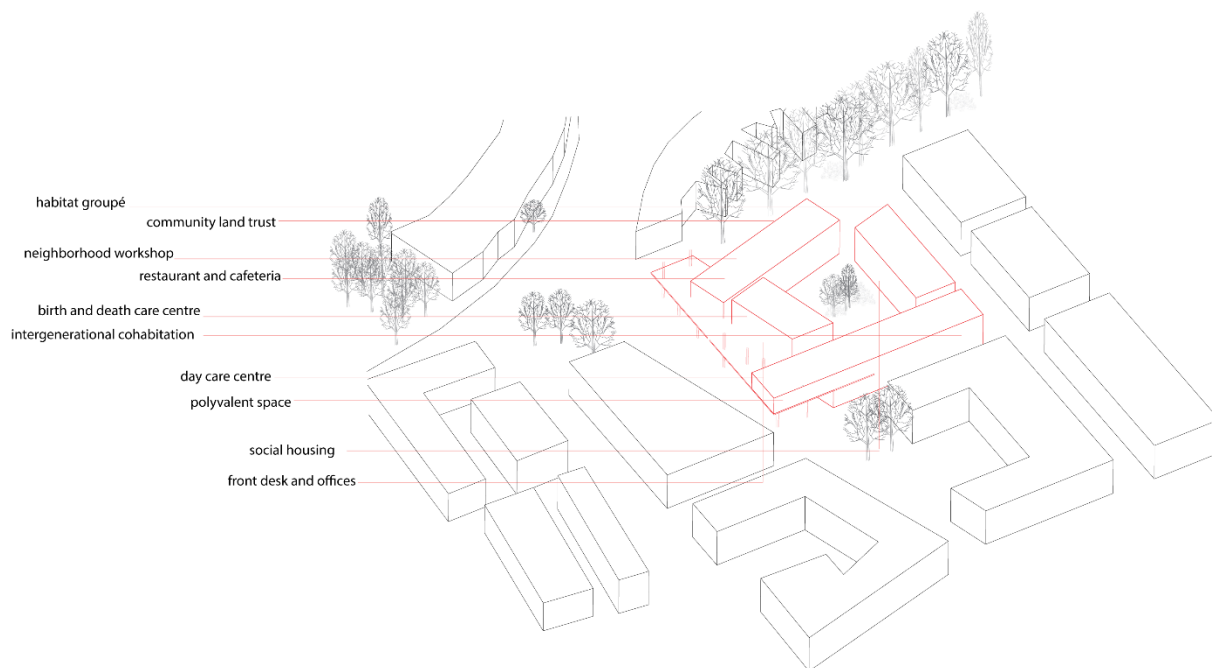 habitat groupé
community land trust
neighborhood workshop
restaurant and cafeteria
birth and death care centre
intergenerational cohabitation
day care centre
polyvalent space
social housing
front desk and offices